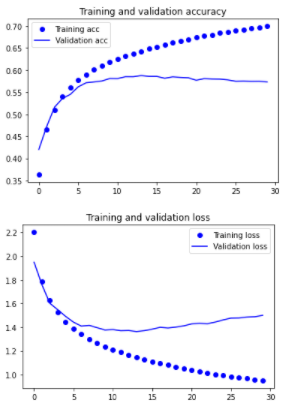 Training and validation accuracy
0.70
0.65
0.60
0.55
0.50
0.45
0.40
0.35
Training acc
Validation acc
0 5 10 15 20 25 30
Training and validation loss
2.2
2.0
1.8
1.6
1.4
1.2
1.0
Training loss
Validation loss
0 5 10 15 20 25 30